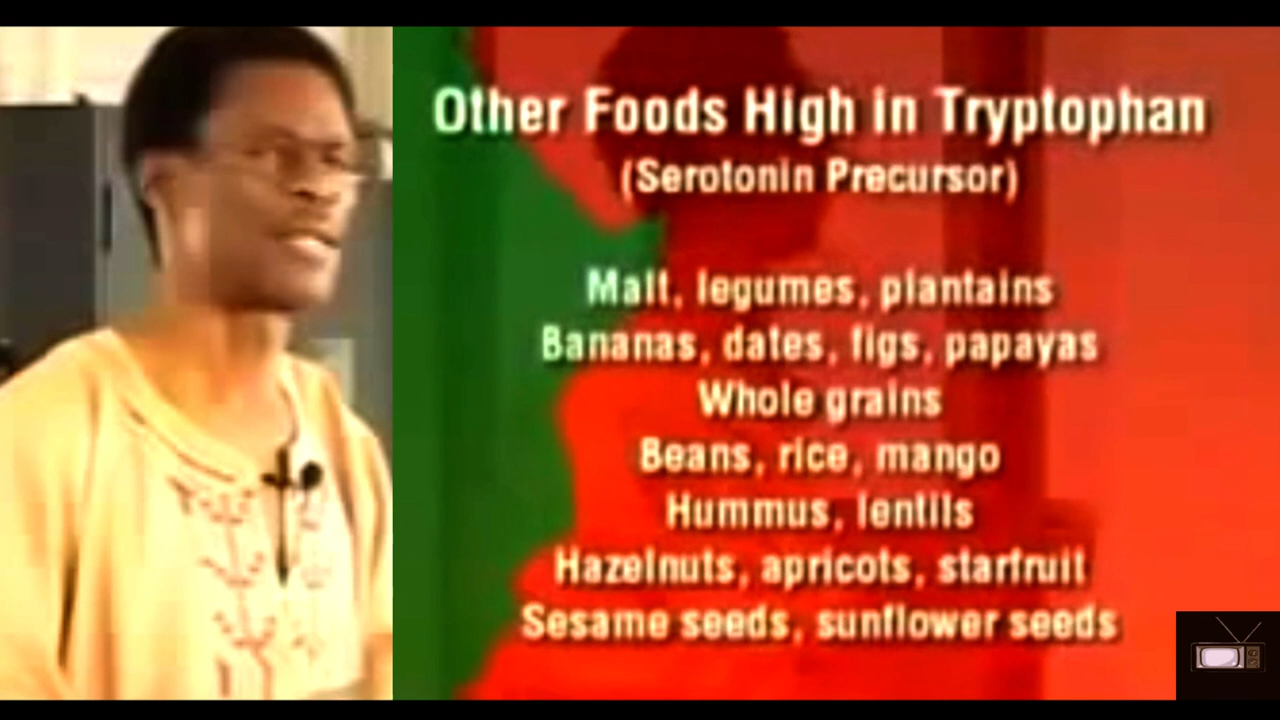 Other Foods High in Tryptophan
(Serotonin Precursor)
Malt, legumes, plantains
Bananas, dates, figs, papayas
Whole grains
Beans, rice, mango
Hummus, lentils
Hazelnuts, apricots, starfruit
Sesame seeds, sunflower seeds